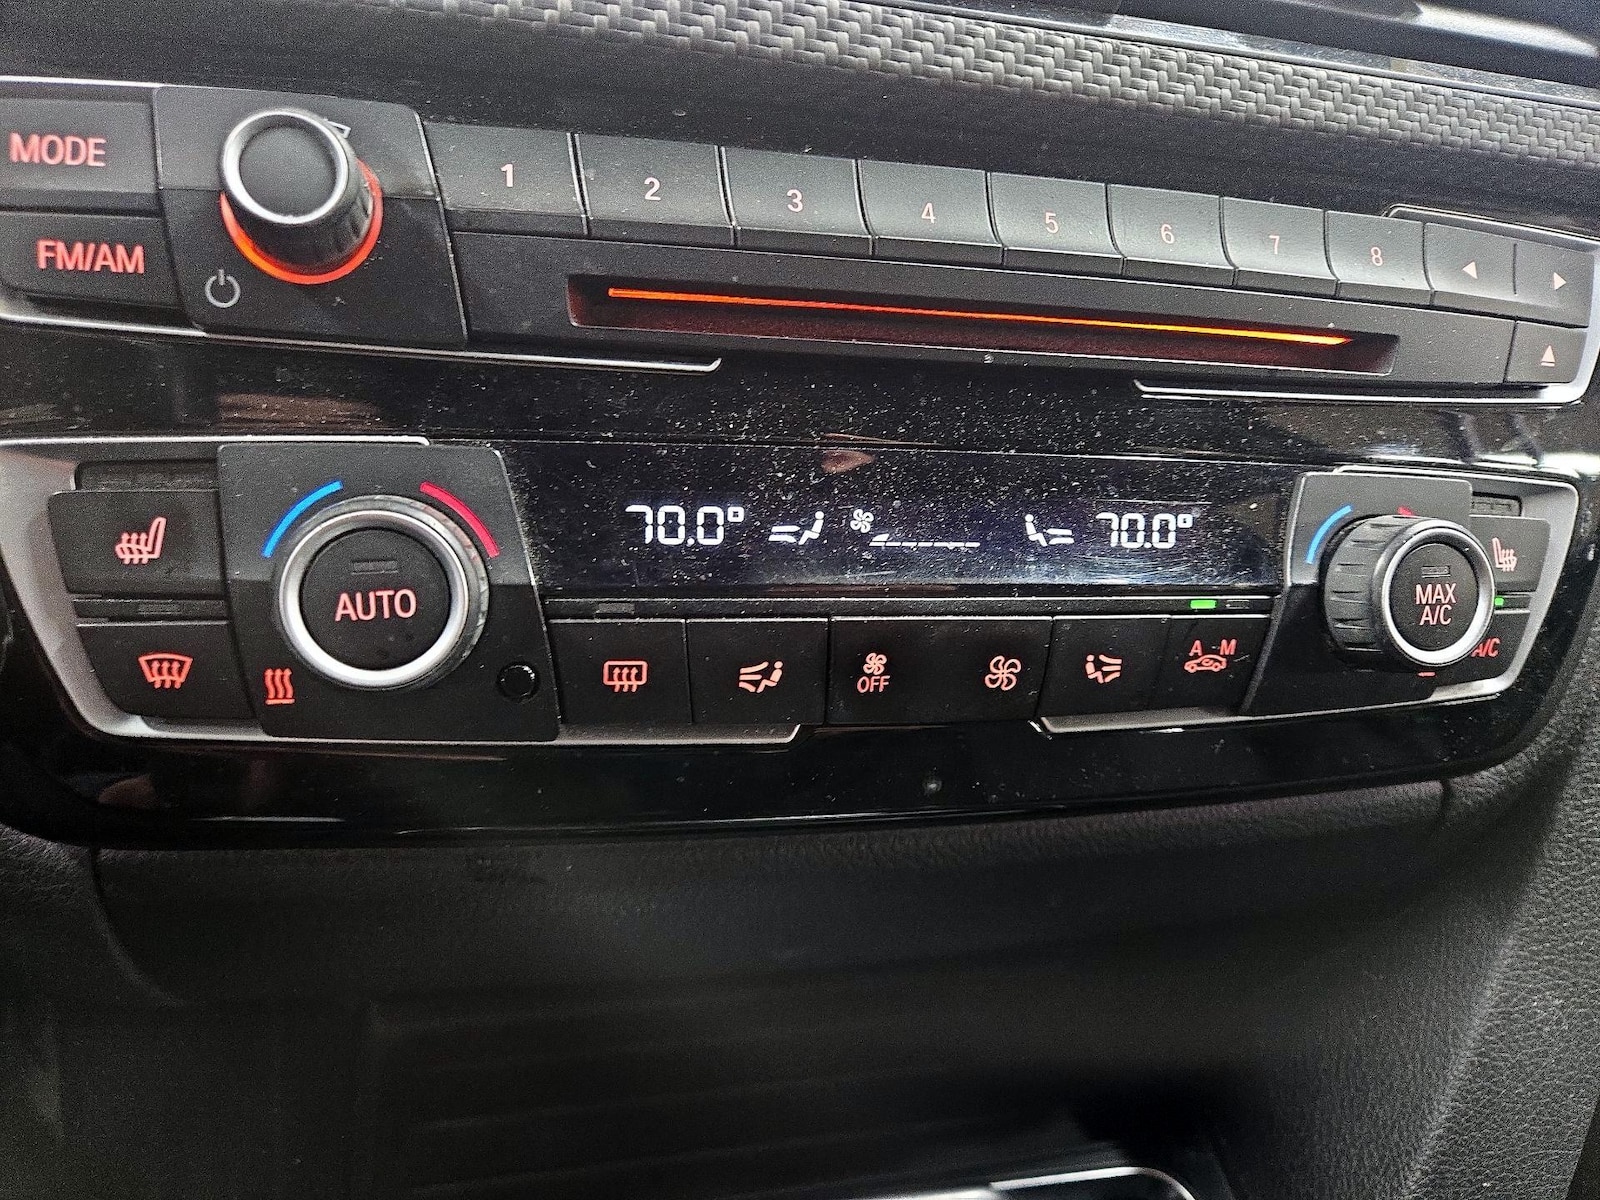 MODE
FM/AM
1 2 3 4 5 6 7 8
70.0° 70.0°
AUTO
MAX
A/C
A/C
OFF
A M